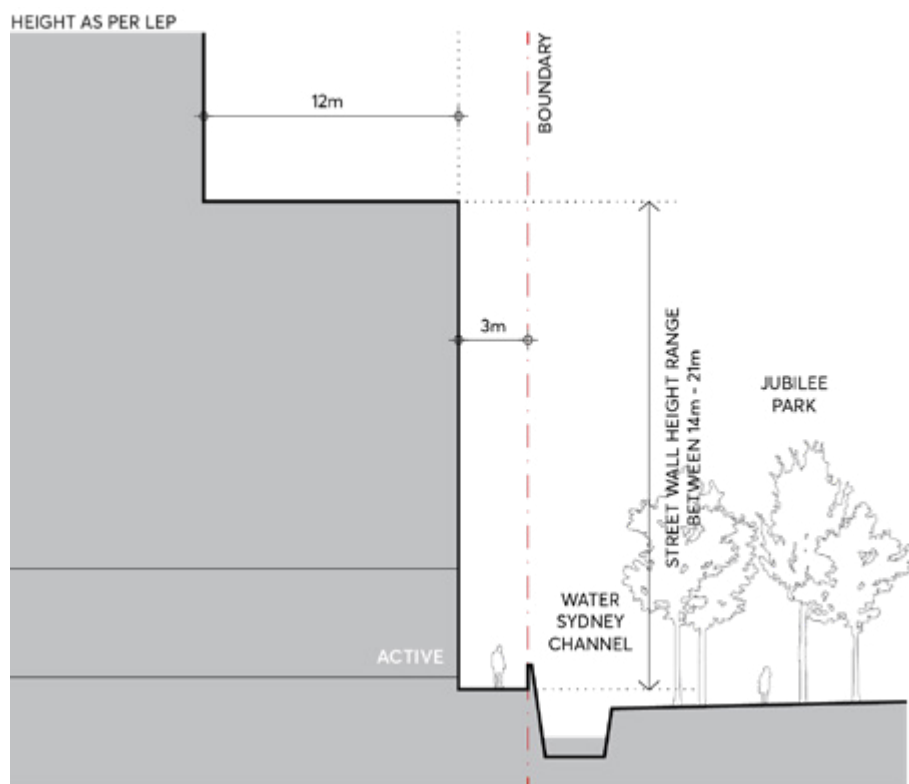 HEIGHT AS PER LEP
12m
BOUNDARY
3m
STREET WALL HEIGHT RANGE
BETWEEN 14m - 21m
JUBILEE
PARK
WATER
SYDNEY
CHANNEL
ACTIVE